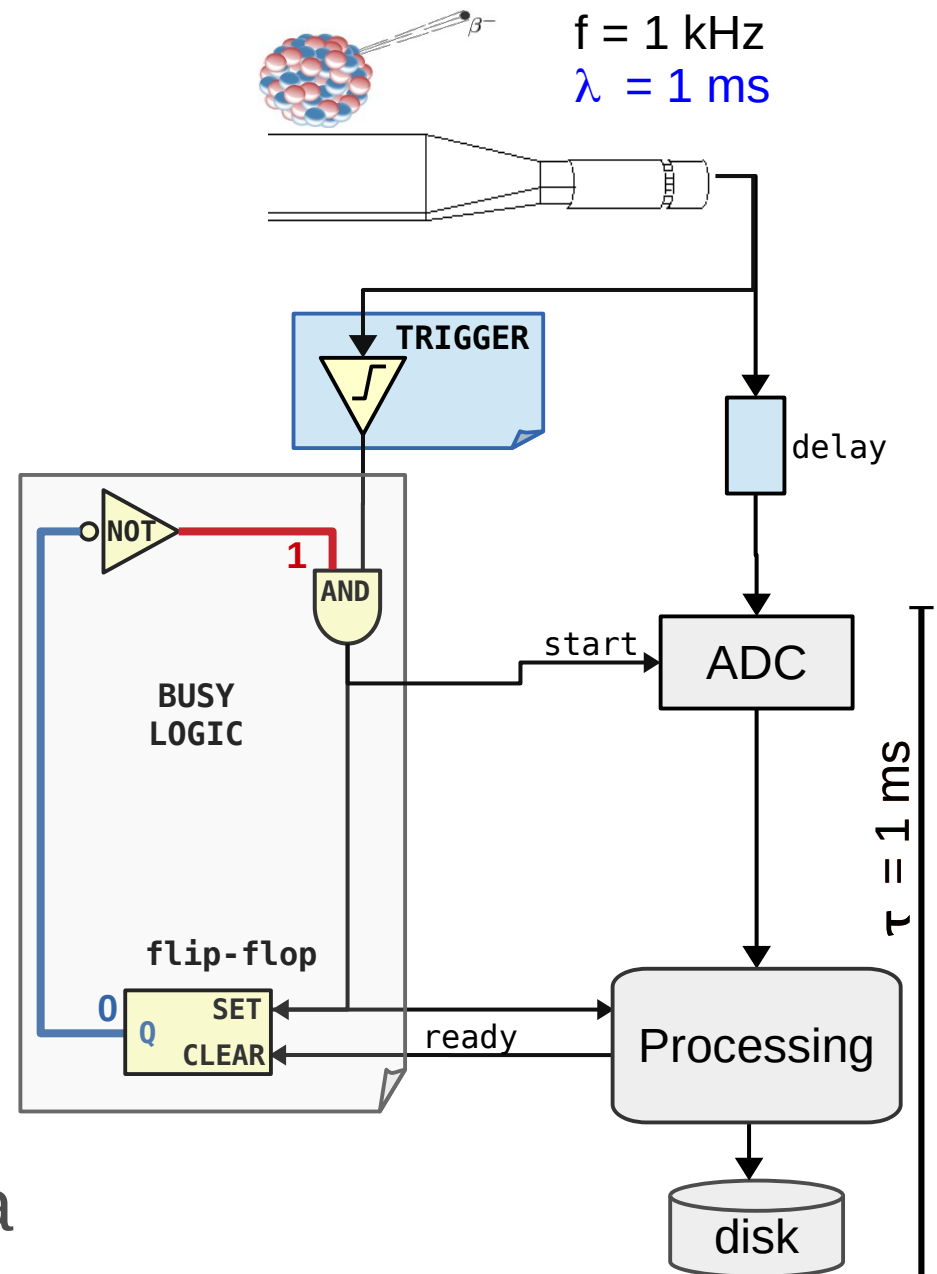 β⁻
f = 1 kHz
λ = 1 ms
TRIGGER
delay
NOT
1
AND
start
ADC
BUSY
LOGIC
τ = 1 ms
flip-flop
0
Q
SET
CLEAR
ready
Processing
a
disk